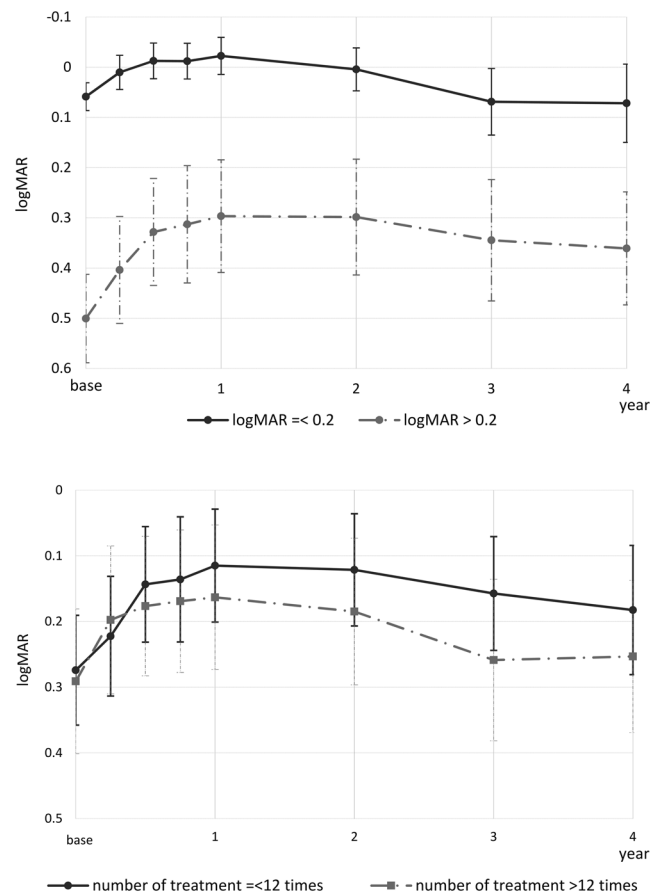 -0.1
0
0.1
0.2
0.3
0.4
0.5
0.6
logMAR
base 1 2 3 4
year
logMAR =< 0.2 logMAR > 0.2
0
0.1
0.2
0.3
0.4
0.5
logMAR
base 1 2 3 4
year
number of treatment =<12 times number of treatment >12 times